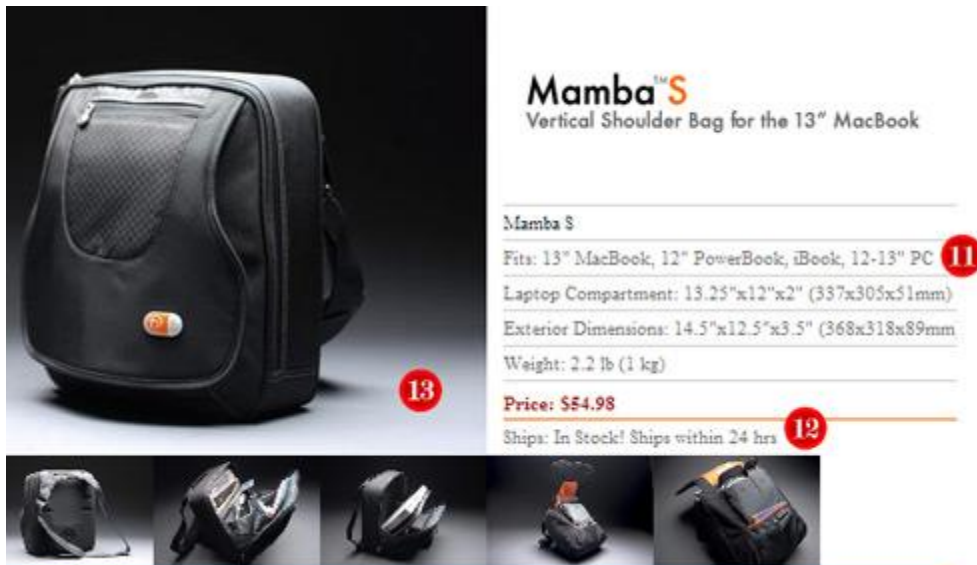 Mamba™S
Vertical Shoulder Bag for the 13" MacBook
Mamba S
Fits: 13" MacBook, 12" PowerBook, iBook, 12-13" PC
11
Laptop Compartment: 13.25"x12"x2" (337x305x51mm)
Exterior Dimensions: 14.5"x12.5"x3.5" (368x318x89mm
Weight: 2.2 lb (1 kg)
13
Price: $54.98
Ships: In Stock! Ships within 24 hrs
12